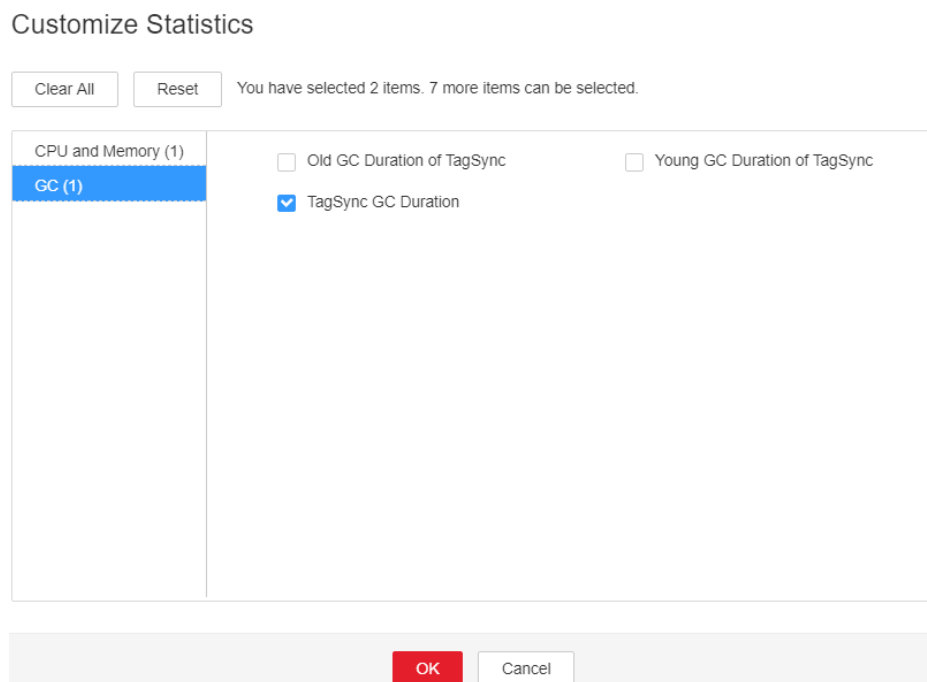 Customize Statistics
Clear All Reset You have selected 2 items. 7 more items can be selected.
CPU and Memory (1)
GC (1)
Old GC Duration of TagSync Young GC Duration of TagSync
TagSync GC Duration
OK Cancel